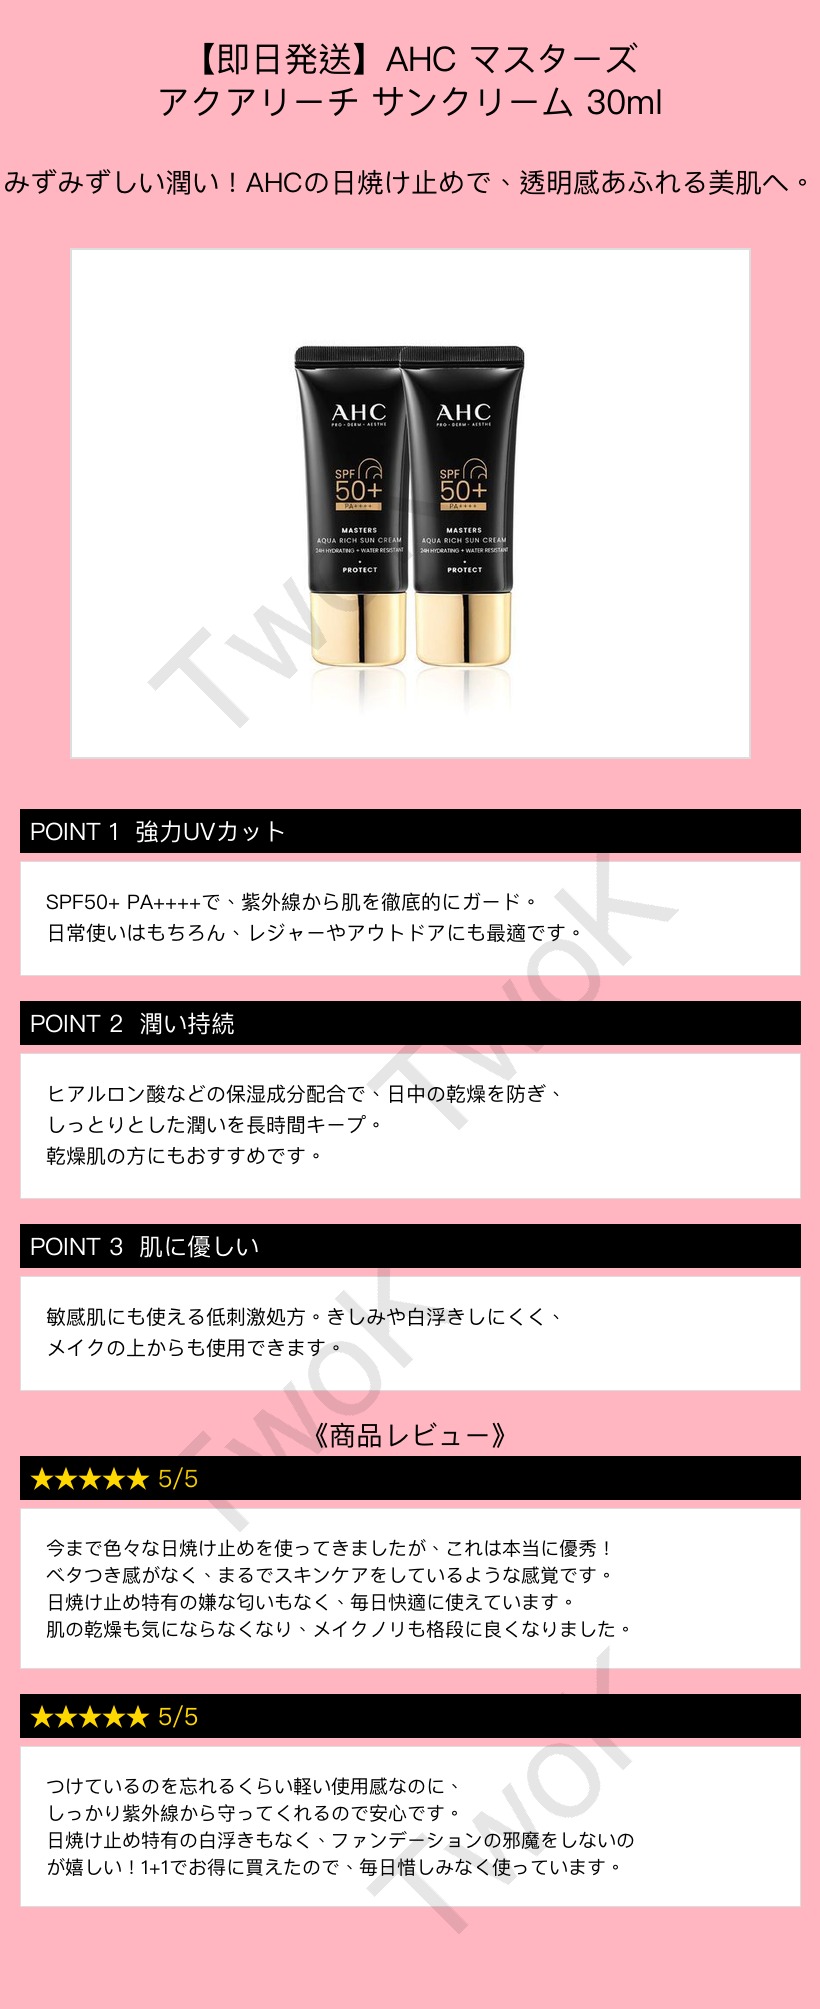 【即日発送】AHC マスターズ
アクアリーチ サンクリーム 30ml
みずみずしい潤い！AHCの日焼け止めで、透明感あふれる美肌へ。
AHC
PRO・DERM・AESTHE
SPF
50+
PA++++
MASTERS
AQUA RICH SUN CREAM
24H HYDRATING + WATER RESISTANT
+
PROTECT
AHC
PRO・DERM・AESTHE
SPF
50+
PA++++
MASTERS
AQUA RICH SUN CREAM
24H HYDRATING + WATER RESISTANT
+
PROTECT
TwoK
POINT 1 強力UVカット
SPF50+ PA++++で、紫外線から肌を徹底的にガード。
日常使いはもちろん、レジャーやアウトドアにも最適です。
TwoK
POINT 2 潤い持続
ヒアルロン酸などの保湿成分配合で、日中の乾燥を防ぎ、
しっとりとした潤いを長時間キープ。
乾燥肌の方にもおすすめです。
POINT 3 肌に優しい
敏感肌にも使える低刺激処方。きしみや白浮きしにくく、
メイクの上からも使用できます。
TwoK
《商品レビュー》
★★★★★ 5/5
今まで色々な日焼け止めを使ってきましたが、これは本当に優秀！
ベタつき感がなく、まるでスキンケアをしているような感覚です。
日焼け止め特有の嫌な匂いもなく、毎日快適に使えています。
肌の乾燥も気にならなくなり、メイクノリも格段に良くなりました。
★★★★★ 5/5
つけているのを忘れるくらい軽い使用感なのに、
しっかり紫外線から守ってくれるので安心です。
日焼け止め特有の白浮きもなく、ファンデーションの邪魔をしないの
が嬉しい！1+1でお得に買えたので、毎日惜しみなく使っています。
TwoK